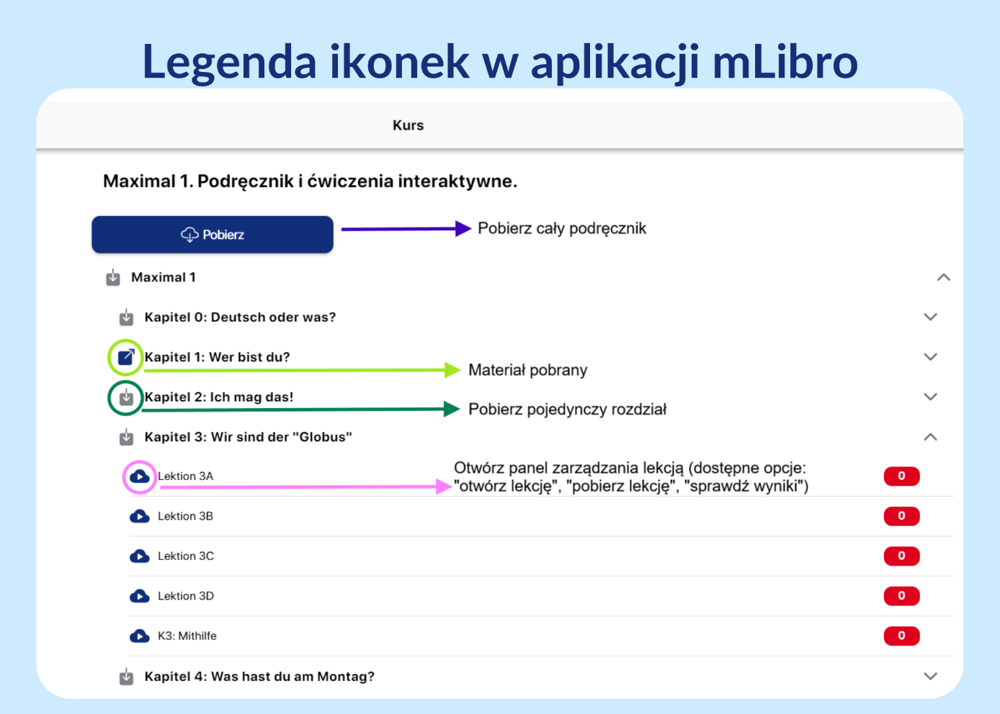 Legenda ikonek w aplikacji mLibro
Kurs
Maximal 1. Podręcznik i ćwiczenia interaktywne.
Pobierz
Pobierz cały podręcznik
Maximal 1
Kapitel 0: Deutsch oder was?
Kapitel 1: Wer bist du?
Materiał pobrany
Kapitel 2: Ich mag das!
Pobierz pojedynczy rozdział
Kapitel 3: Wir sind der "Globus"
Otwórz panel zarządzania lekcją (dostępne opcje:
"otwórz lekcję", "pobierz lekcję", "sprawdź wyniki")
Lektion 3A
0
Lektion 3B
0
Lektion 3C
0
Lektion 3D
0
K3: Mithilfe
0
Kapitel 4: Was hast du am Montag?